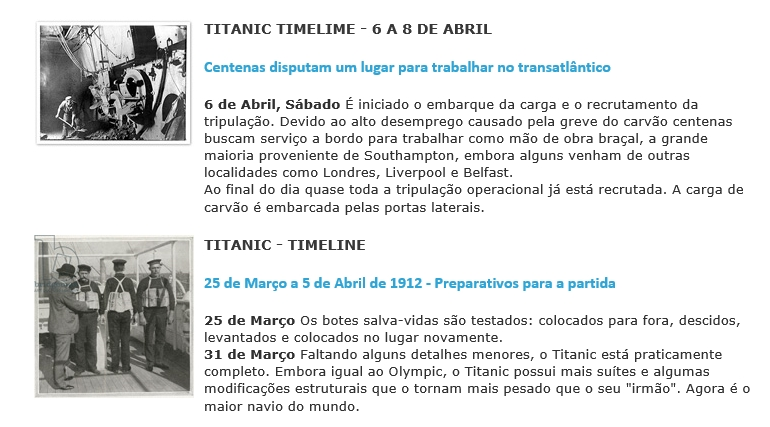 TITANIC TIMELIME - 6 A 8 DE ABRIL
Centenas disputam um lugar para trabalhar no transatlântico
6 de Abril, Sábado É iniciado o embarque da carga e o recrutamento da
tripulação. Devido ao alto desemprego causado pela greve do carvão centenas
buscam serviço a bordo para trabalhar como mão de obra braçal, a grande
maioria proveniente de Southampton, embora alguns venham de outras
localidades como Londres, Liverpool e Belfast.
Ao final do dia quase toda a tripulação operacional já está recrutada. A carga de
carvão é embarcada pelas portas laterais.
TITANIC - TIMELINE
25 de Março a 5 de Abril de 1912 - Preparativos para a partida
25 de Março Os botes salva-vidas são testados: colocados para fora, descidos,
levantados e colocados no lugar novamente.
31 de Março Faltando alguns detalhes menores, o Titanic está praticamente
completo. Embora igual ao Olympic, o Titanic possui mais suítes e algumas
modificações estruturais que o tornam mais pesado que o seu "irmão". Agora é o
maior navio do mundo.